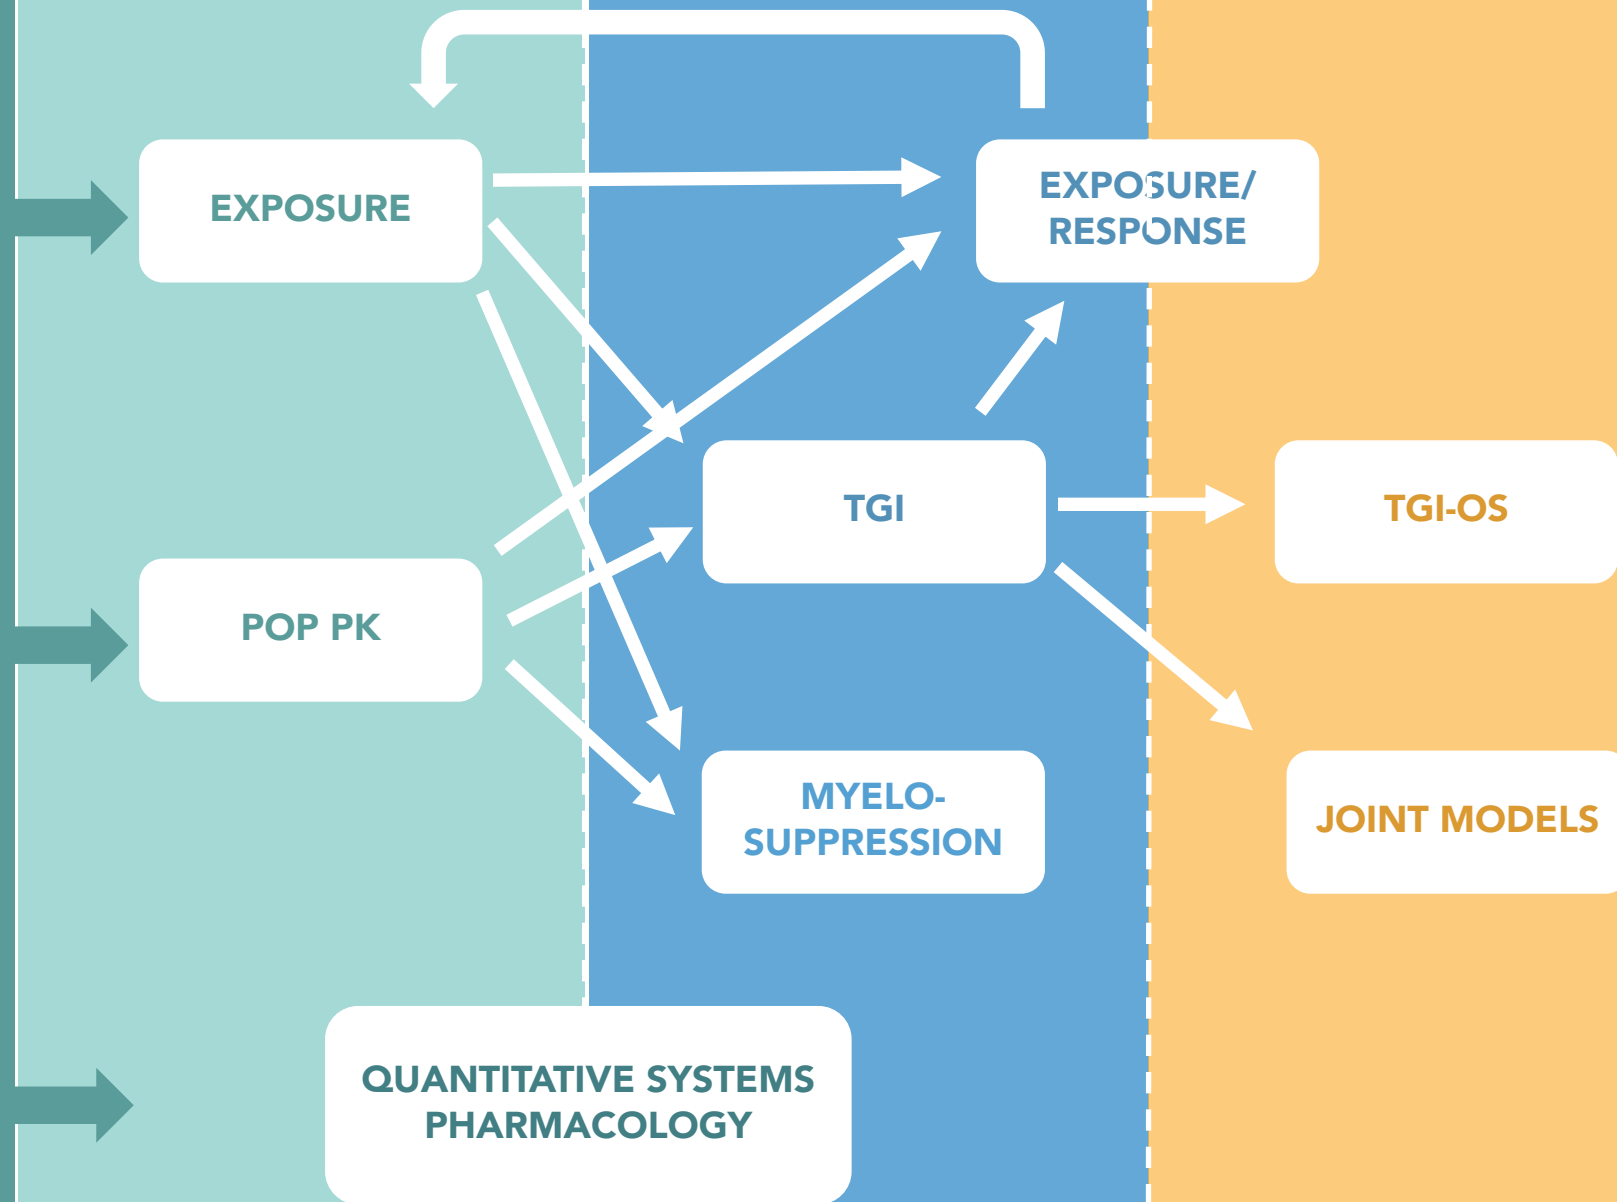 EXPOSURE
EXPOSURE/
RESPONSE
TGI
TGI-OS
POP PK
MYELO-
SUPPRESSION
JOINT MODELS
QUANTITATIVE SYSTEMS
PHARMACOLOGY